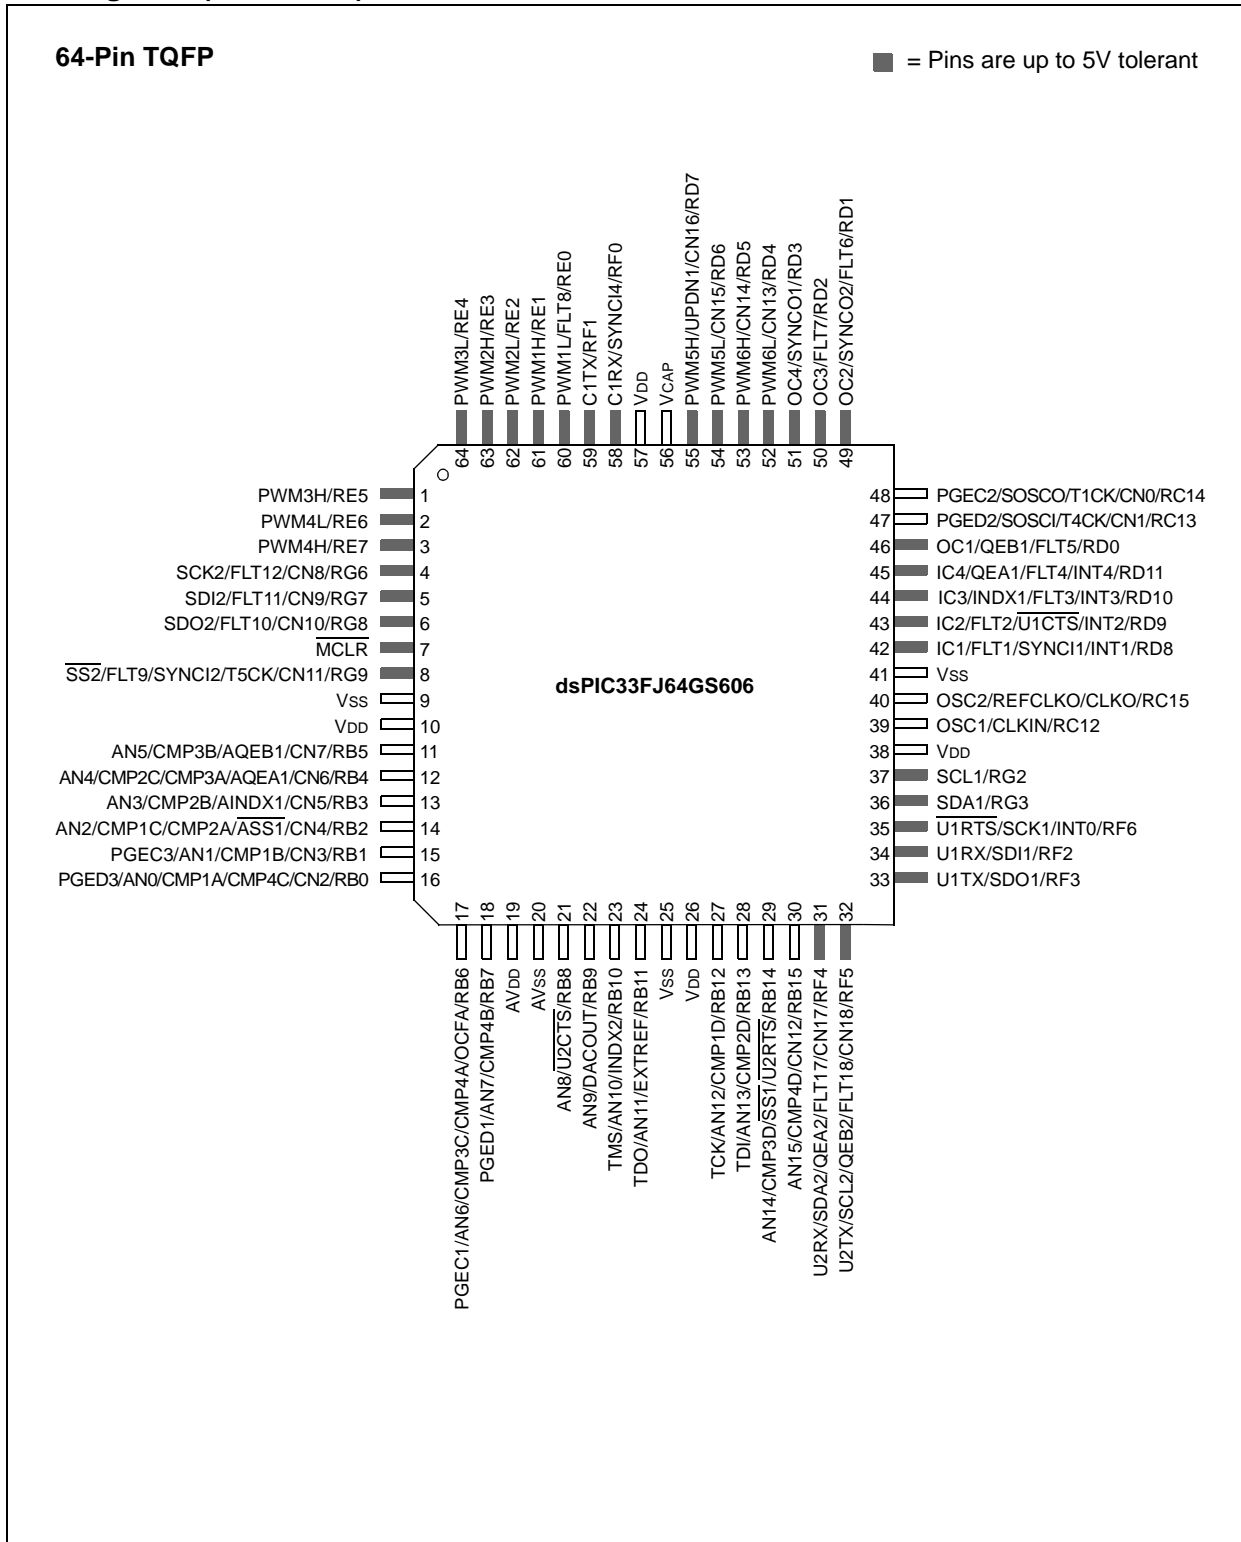 64-Pin TQFP
= Pins are up to 5V tolerant
PWM3L/RE4
PWM2H/RE3
PWM2L/RE2
PWM1H/RE1
PWM1L/FLT8/RE0
C1TX/RF1
C1RX/SYNCI4/RF0
VDD
VCAP
PWM5H/UPDN1/CN16/RD7
PWM5L/CN15/RD6
PWM6H/CN14/RD5
PWM6L/CN13/RD4
OC4/SYNCO1/RD3
OC3/FLT7/RD2
OC2/SYNCO2/FLT6/RD1
64
63
62
61
60
59
58
57
56
55
54
53
52
51
50
49
PWM3H/RE5 1
PWM4L/RE6 2
PWM4H/RE7 3
SCK2/FLT12/CN8/RG6 4
SDI2/FLT11/CN9/RG7 5
SDO2/FLT10/CN10/RG8 6
MCLR 7
SS2/FLT9/SYNCI2/T5CK/CN11/RG9 8
VSS 9
VDD 10
AN5/CMP3B/AQEB1/CN7/RB5 11
AN4/CMP2C/CMP3A/AQEA1/CN6/RB4 12
AN3/CMP2B/AINDX1/CN5/RB3 13
AN2/CMP1C/CMP2A/ASS1/CN4/RB2 14
PGEC3/AN1/CMP1B/CN3/RB1 15
PGED3/AN0/CMP1A/CMP4C/CN2/RB0 16
dsPIC33FJ64GS606
48 PGEC2/SOSCO/T1CK/CN0/RC14
47 PGED2/SOSCI/T4CK/CN1/RC13
46 OC1/QEB1/FLT5/RD0
45 IC4/QEA1/FLT4/INT4/RD11
44 IC3/INDX1/FLT3/INT3/RD10
43 IC2/FLT2/U1CTS/INT2/RD9
42 IC1/FLT1/SYNCI1/INT1/RD8
41 VSS
40 OSC2/REFCLKO/CLKO/RC15
39 OSC1/CLKIN/RC12
38 VDD
37 SCL1/RG2
36 SDA1/RG3
35 U1RTS/SCK1/INT0/RF6
34 U1RX/SDI1/RF2
33 U1TX/SDO1/RF3
17
18
19
20
21
22
23
24
25
26
27
28
29
30
31
32
PGEC1/AN6/CMP3C/CMP4A/OCFA/RB6
PGED1/AN7/CMP4B/RB7
AVDD
AVSS
AN8/U2CTS/RB8
AN9/DACOUT/RB9
TMS/AN10/INDX2/RB10
TDO/AN11/EXTREF/RB11
VSS
VDD
TCK/AN12/CMP1D/RB12
TDI/AN13/CMP2D/RB13
AN14/CMP3D/SS1/U2RTS/RB14
AN15/CMP4D/CN12/RB15
U2RX/SDA2/QEA2/FLT17/CN17/RF4
U2TX/SCL2/QEB2/FLT18/CN18/RF5